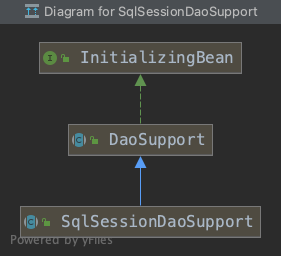 Diagram for SqlSessionDaoSupport
I InitializingBean
C DaoSupport
C SqlSessionDaoSupport
Powered by yFiles